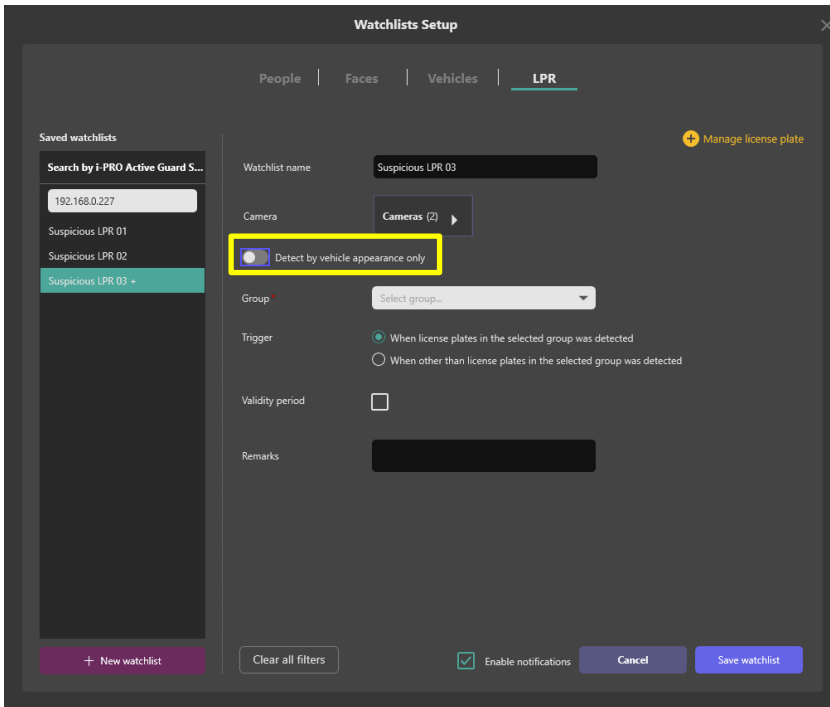 Watchlists Setup
People
Faces
Vehicles
LPR
Saved watchlists
Search by i-PRO Active Guard S...
192.168.0.227
Suspicious LPR 01
Suspicious LPR 02
Suspicious LPR 03 +
+ New watchlist
+ Manage license plate
Watchlist name
Suspicious LPR 03
Camera
Cameras (2)
Detect by vehicle appearance only
Group*
Select group...
Trigger
When license plates in the selected group was detected
When other than license plates in the selected group was detected
Validity period
Remarks
Clear all filters
Enable notifications
Cancel
Save watchlist